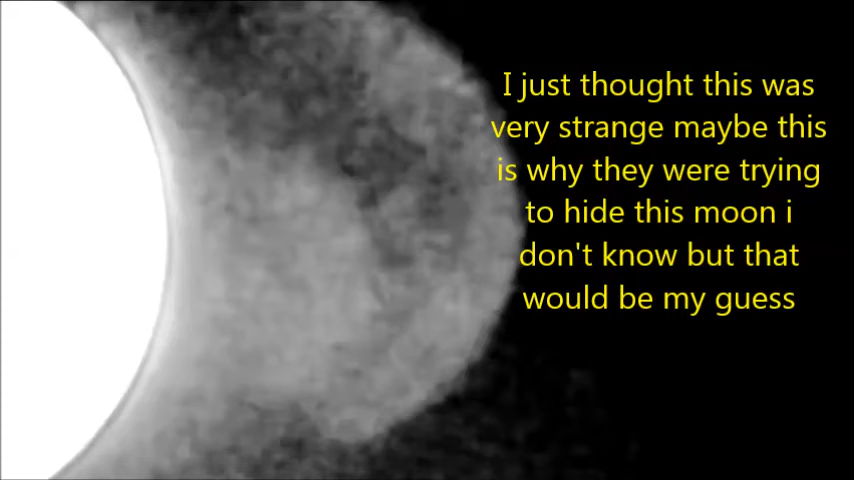 I just thought this was
very strange maybe this
is why they were trying
to hide this moon i
don't know but that
would be my guess